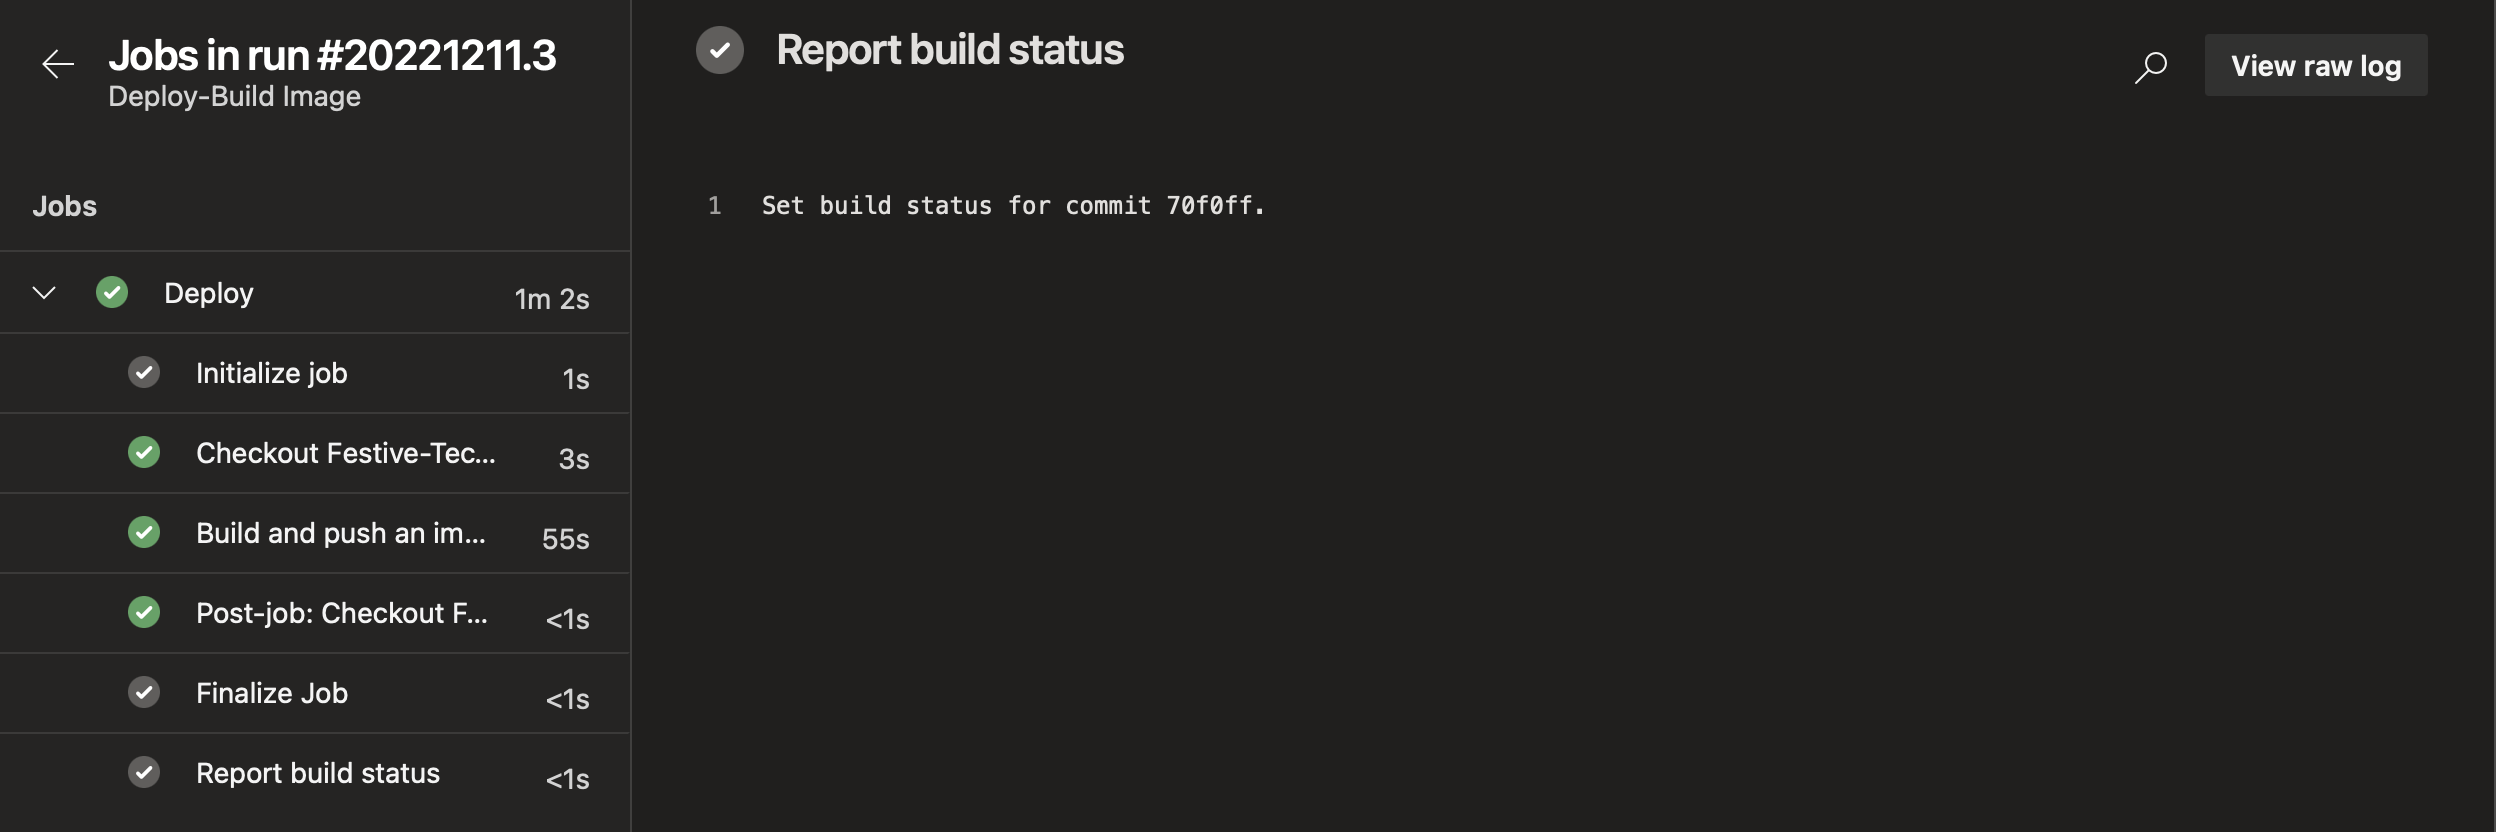 Jobs in run #20221211.3
Deploy-Build Image
Jobs
Deploy 1m 2s
Initialize job 1s
Checkout Festive-Tec... 3s
Build and push an im... 55s
Post-job: Checkout F... <1s
Finalize Job <1s
Report build status <1s
Report build status
View raw log
1 Set build status for commit 70f0ff.